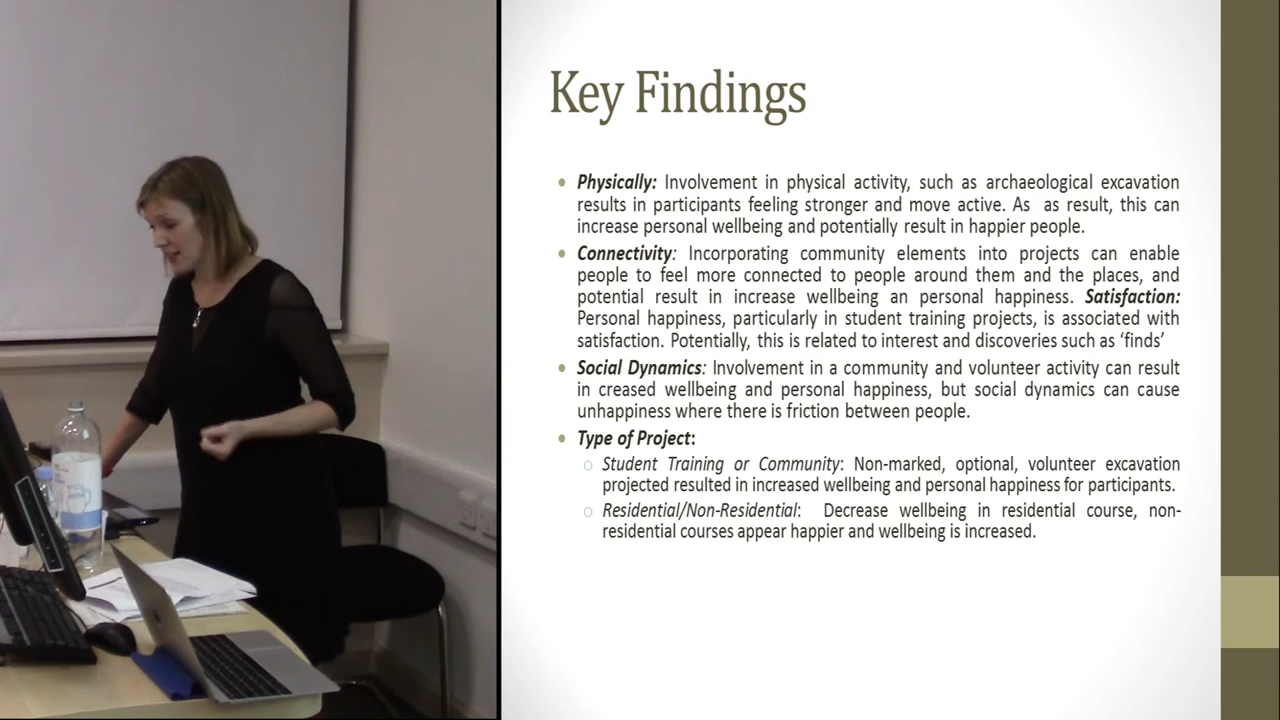 Key Findings
Physically: Involvement in physical activity, such as archaeological excavation
results in participants feeling stronger and move active. As as result, this can
increase personal wellbeing and potentially result in happier people.
Connectivity: Incorporating community elements into projects can enable
people to feel more connected to people around them and the places, and
potential result in increase wellbeing an personal happiness. Satisfaction:
Personal happiness, particularly in student training projects, is associated with
satisfaction. Potentially, this is related to interest and discoveries such as ‘finds’
Social Dynamics: Involvement in a community and volunteer activity can result
in creased wellbeing and personal happiness, but social dynamics can cause
unhappiness where there is friction between people.
Type of Project:
Student Training or Community: Non-marked, optional, volunteer excavation
projected resulted in increased wellbeing and personal happiness for participants.
Residential/Non-Residential: Decrease wellbeing in residential course, non-
residential courses appear happier and wellbeing is increased.